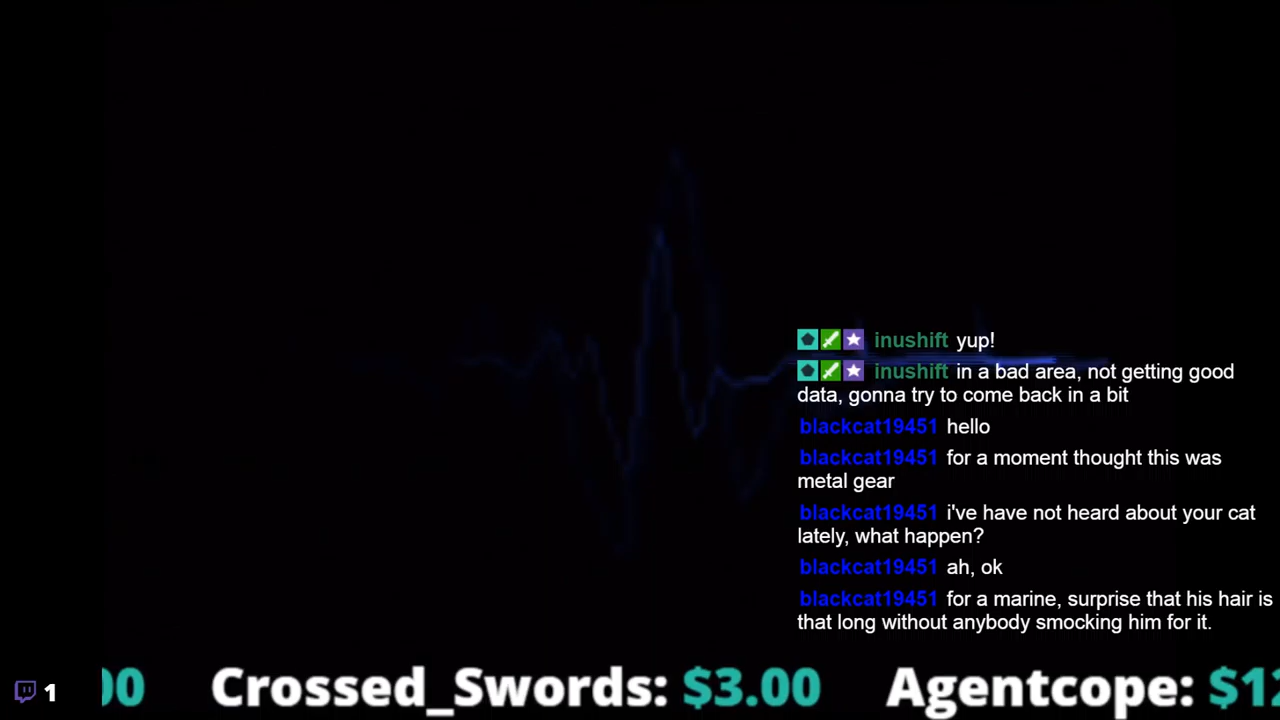 inushift yup!
inushift in a bad area, not getting good
data, gonna try to come back in a bit
blackcat19451 hello
blackcat19451 for a moment thought this was
metal gear
blackcat19451 i've have not heard about your cat
lately, what happen?
blackcat19451 ah, ok
blackcat19451 for a marine, surprise that his hair is
that long without anybody smocking him for it.
1 00 Crossed_Swords: $3.00 Agentcope: $12